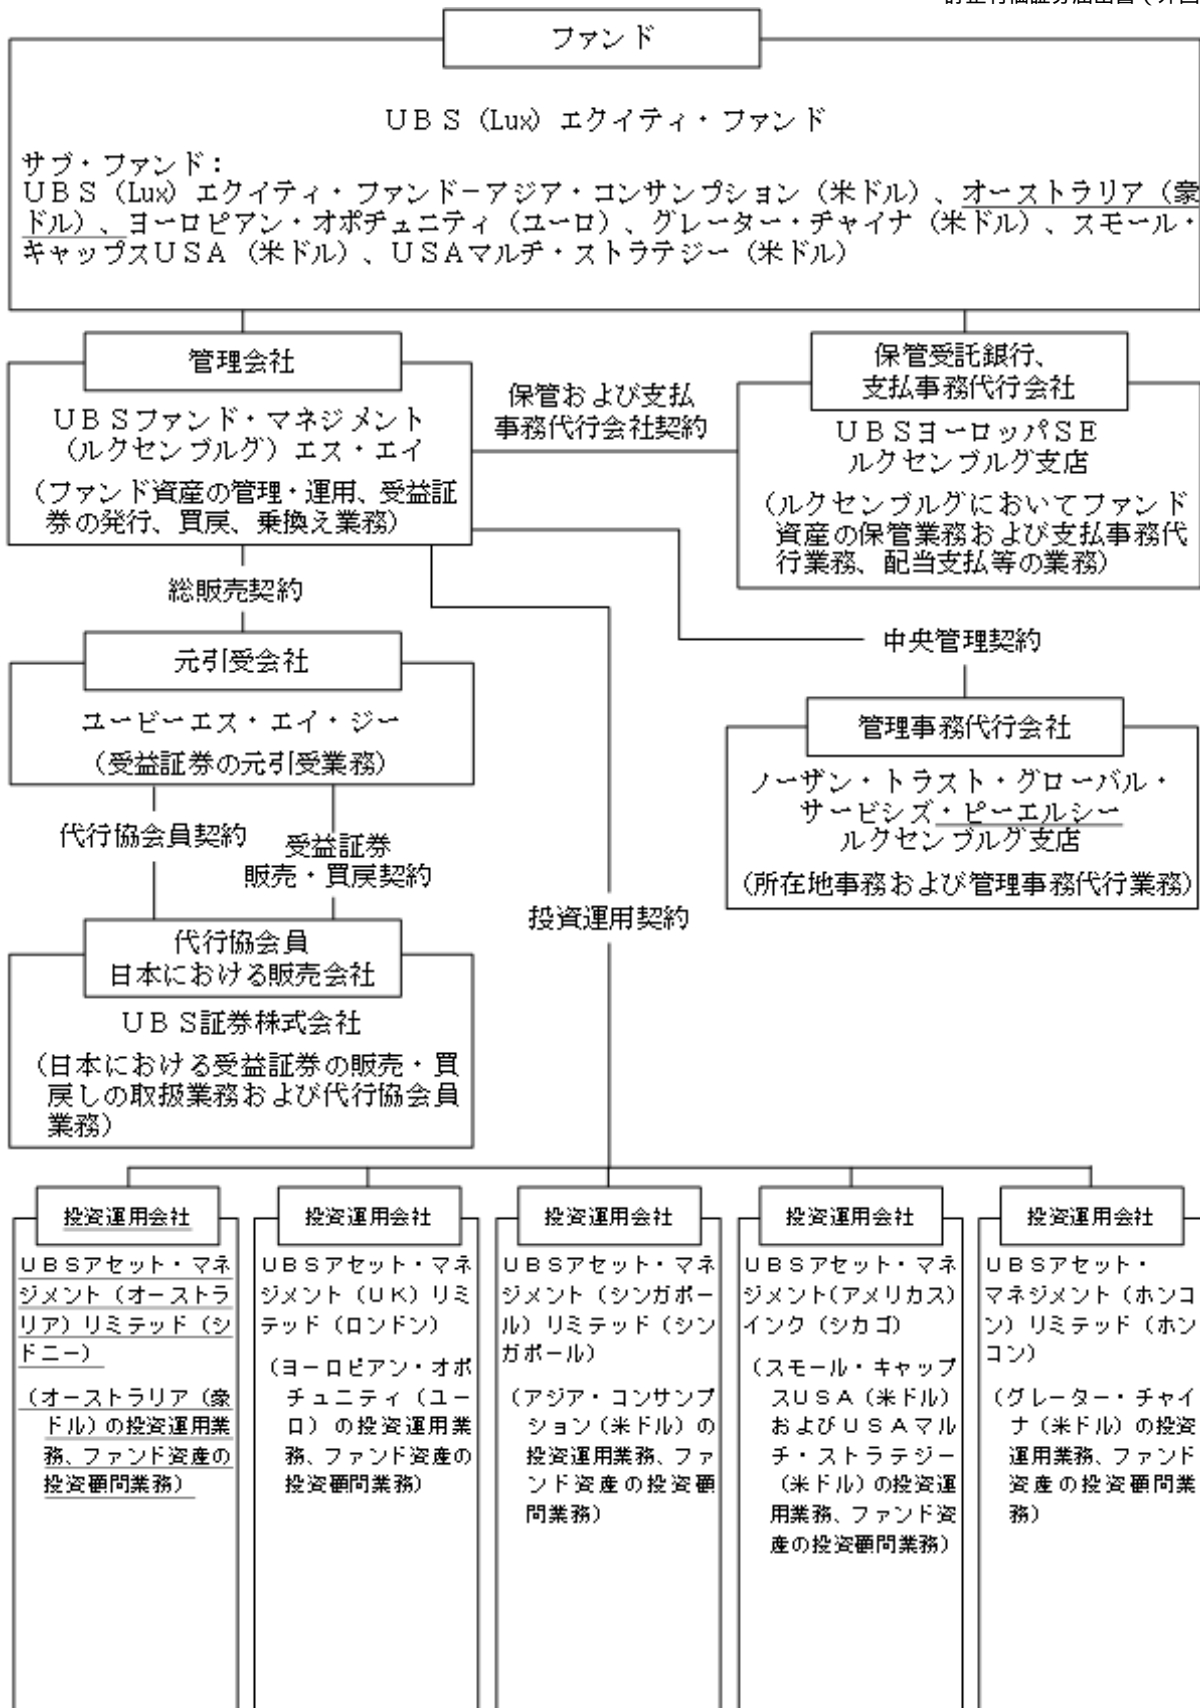 ファンド
ＵＢＳ（Lux）エクイティ・ファンド
サブ・ファンド：
ＵＢＳ（Lux）エクイティ・ファンド－アジア・コンサンプション（米ドル）、オーストラリア（豪
ドル）、ヨーロピアン・オポチュニティ（ユーロ）、グレーター・チャイナ（米ドル）、スモール・
キャップスＵＳＡ（米ドル）、ＵＳＡマルチ・ストラテジー（米ドル）
管理会社
ＵＢＳファンド・マネジメント
（ルクセンブルグ）エス・エイ
（ファンド資産の管理・運用、受益証
券の発行、買戻、乗換え業務）
保管および支払
事務代行会社契約
保管受託銀行、
支払事務代行会社
ＵＢＳヨーロッパＳＥ
ルクセンブルグ支店
（ルクセンブルグにおいてファンド
資産の保管業務および支払事務代
行業務、配当支払等の業務）
総販売契約
中央管理契約
元引受会社
ユービーエス・エイ・ジー
（受益証券の元引受業務）
管理事務代行会社
ノーザン・トラスト・グローバル・
サービシズ・ピーエルシー
ルクセンブルグ支店
（所在地事務および管理事務代行業務）
代行協会員契約
受益証券
販売・買戻契約
投資運用契約
代行協会員
日本における販売会社
ＵＢＳ証券株式会社
（日本における受益証券の販売・買
戻しの取扱業務および代行協会員
業務）
投資運用会社
ＵＢＳアセット・マネ
ジメント（オーストラ
リア）リミテッド（シ
ドニー）
（オーストラリア（豪
ドル）の投資運用業
務、ファンド資産の
投資顧問業務）
投資運用会社
ＵＢＳアセット・マネ
ジメント（ＵＫ）リミ
テッド（ロンドン）
（ヨーロピアン・オポ
チュニティ（ユー
ロ）の投資運用業
務、ファンド資産の
投資顧問業務）
投資運用会社
ＵＢＳアセット・マネ
ジメント（シンガポー
ル）リミテッド（シン
ガポール）
（アジア・コンサンプ
ション（米ドル）の
投資運用業務、ファ
ンド資産の投資顧
問業務）
投資運用会社
ＵＢＳアセット・マネ
ジメント（アメリカス）
インク（シカゴ）
（スモール・キャップ
スＵＳＡ（米ドル）
およびＵＳＡマル
チ・ストラテジー
（米ドル）の投資運
用業務、ファンド資
産の投資顧問業務）
投資運用会社
ＵＢＳアセット・
マネジメント（ホンコ
ン）リミテッド（ホン
コン）
（グレーター・チャイ
ナ（米ドル）の投資
運用業務、ファンド
資産の投資顧問業
務）